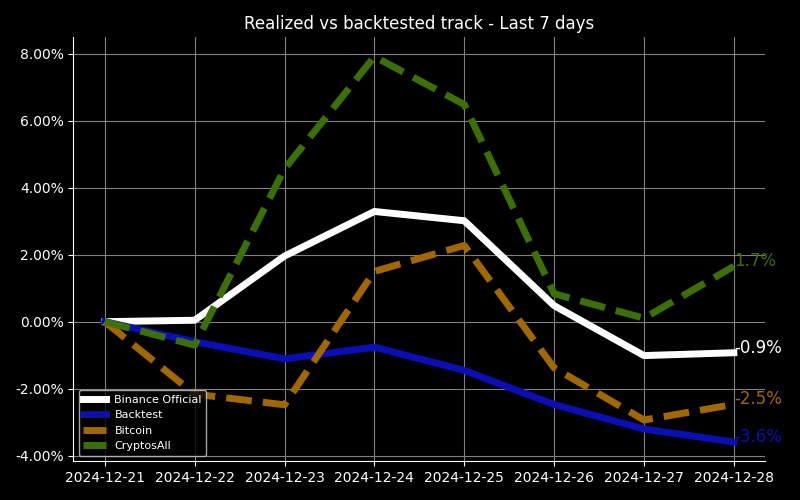 Realized vs backtested track - Last 7 days
8.00%
6.00%
4.00%
2.00%
0.00%
-2.00%
-4.00%
1.7%
-0.9%
-2.5%
-3.6%
Binance Official
Backtest
Bitcoin
CryptosAll
2024-12-21 2024-12-22 2024-12-23 2024-12-24 2024-12-25 2024-12-26 2024-12-27 2024-12-28